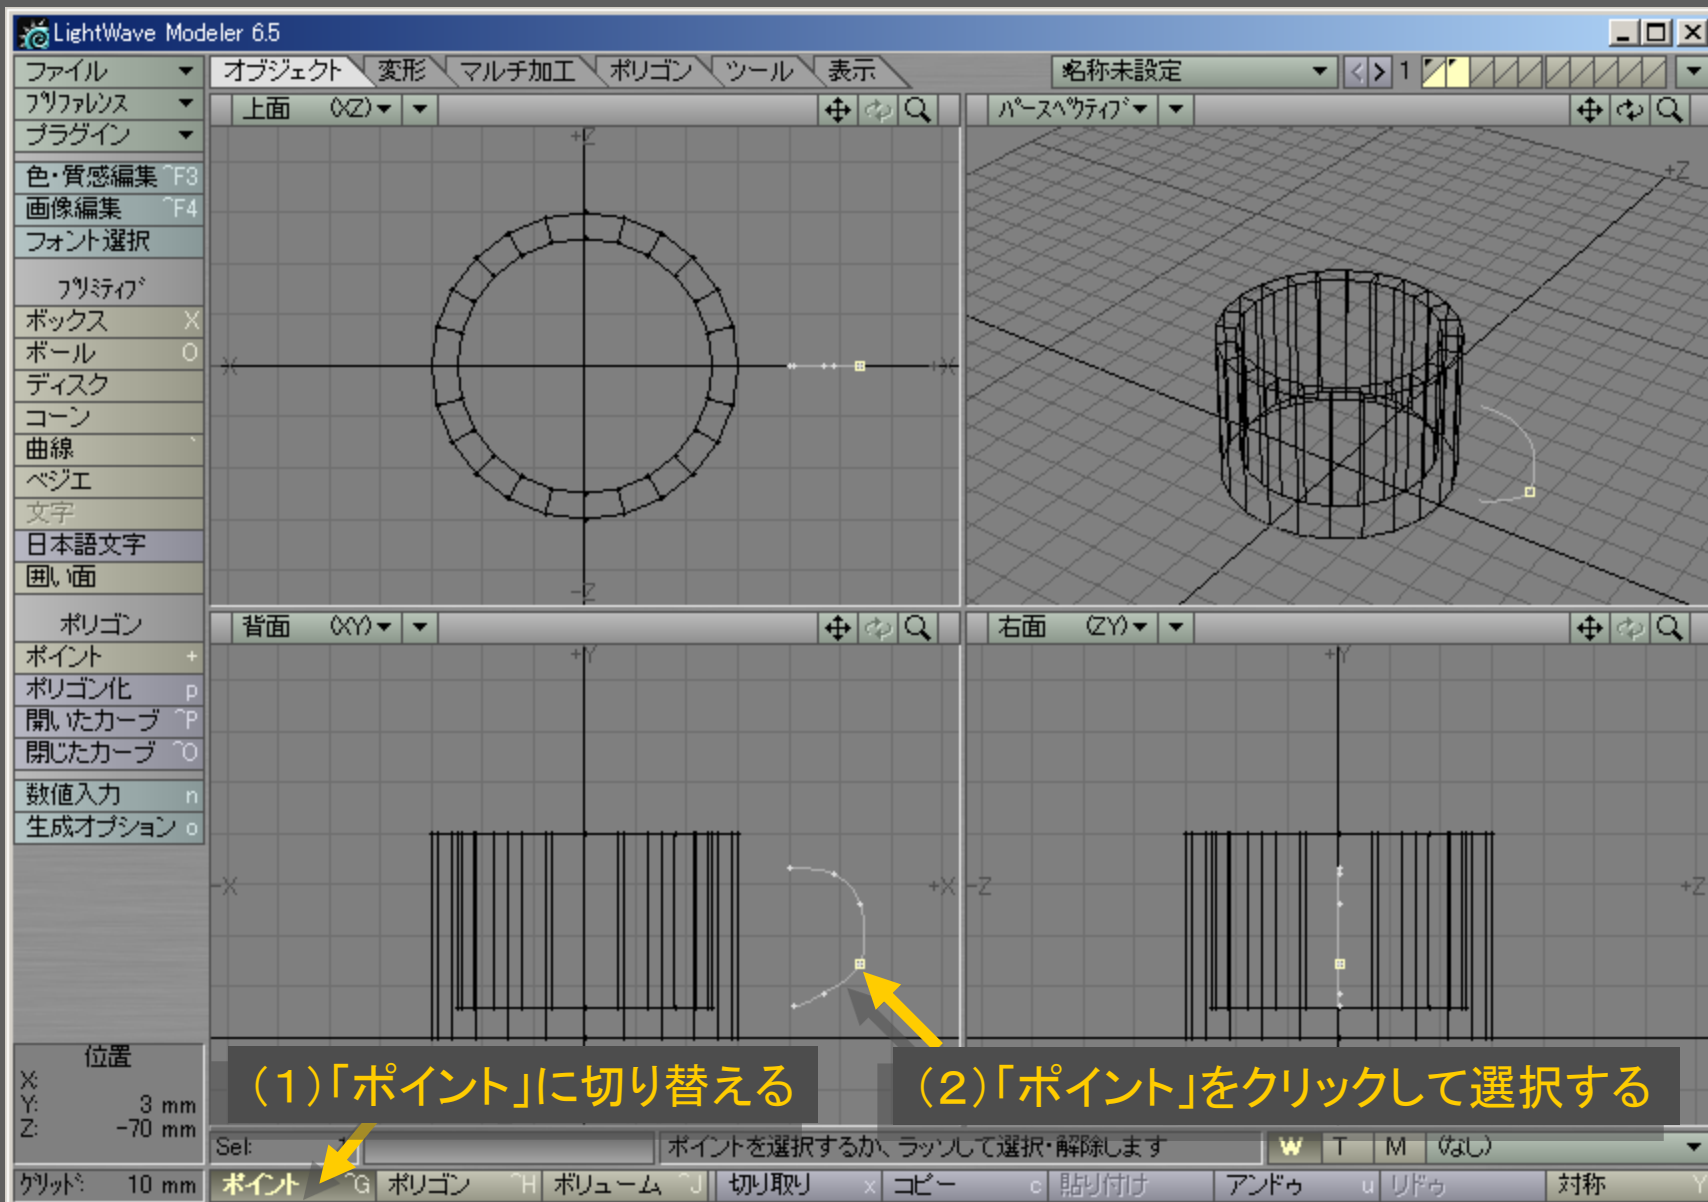 LightWave Modeler 6.5
ファイル
オブジェクト 変形 マルチ加工 ポリゴン ツール 表示 名称未設定 < > 1
プリファレンス
上面 (XZ) パースペクティブ
プラグイン
+Z
色・質感編集 ^F3
+Z
画像編集 ^F4
フォント選択
プリミティブ
ボックス X
ボール O
-X +X
ディスク
コーン
曲線 `
ベジエ
文字
日本語文字
囲い面
-Z
ポリゴン
背面 (XY) 右面 (ZY)
ポイント +
+Y +Y
ポリゴン化 p
開いたカーブ ^P
閉じたカーブ ^O
数値入力 n
生成オプション o
-X +X -Z +Z
位置
X:
Y: 3 mm
Z: -70 mm
(1)「ポイント」に切り替える
(2)「ポイント」をクリックして選択する
Sel: ポイントを選択するか、ラッソして選択・解除します W T M (なし)
グリッド: 10 mm ポイント ^G ポリゴン ^H ボリューム ^J 切り取り x コピー c 貼り付け アンドゥ u リドゥ 対称 Y